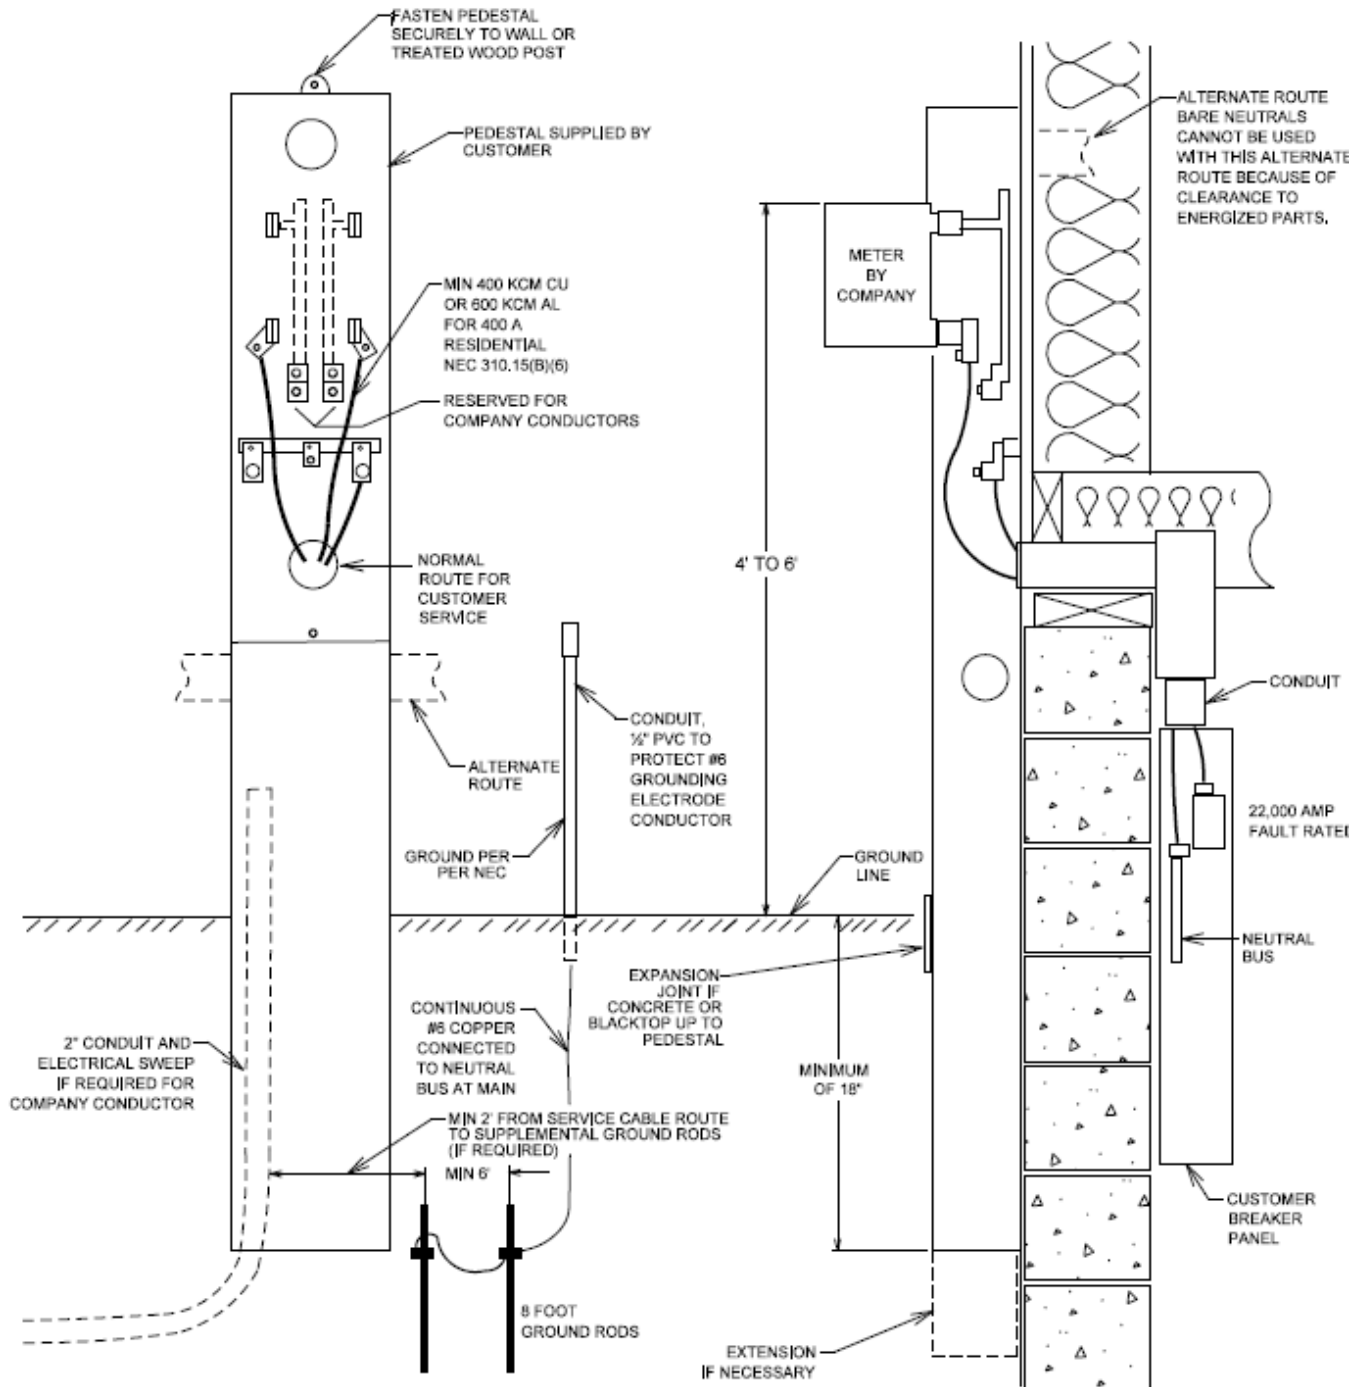 FASTEN PEDESTAL
SECURELY TO WALL OR
TREATED WOOD POST
PEDESTAL SUPPLIED BY
CUSTOMER
MIN 400 KCM CU
OR 600 KCM AL
FOR 400 A
RESIDENTIAL
NEC 310.15(B)(6)
RESERVED FOR
COMPANY CONDUCTORS
NORMAL
ROUTE FOR
CUSTOMER
SERVICE
ALTERNATE
ROUTE
CONDUIT,
½" PVC TO
PROTECT #6
GROUNDING
ELECTRODE
CONDUCTOR
GROUND PER
PER NEC
2" CONDUIT AND
ELECTRICAL SWEEP
IF REQUIRED FOR
COMPANY CONDUCTOR
CONTINUOUS
#6 COPPER
CONNECTED
TO NEUTRAL
BUS AT MAIN
MIN 2' FROM SERVICE CABLE ROUTE
TO SUPPLEMENTAL GROUND RODS
(IF REQUIRED)
MIN 6'
8 FOOT
GROUND RODS
ALTERNATE ROUTE
BARE NEUTRALS
CANNOT BE USED
WITH THIS ALTERNATE
ROUTE BECAUSE OF
CLEARANCE TO
ENERGIZED PARTS.
METER
BY
COMPANY
4' TO 6'
GROUND
LINE
EXPANSION
JOINT IF
CONCRETE OR
BLACKTOP UP TO
PEDESTAL
MINIMUM
OF 18"
EXTENSION
IF NECESSARY
CONDUIT
22,000 AMP
FAULT RATED
NEUTRAL
BUS
CUSTOMER
BREAKER
PANEL